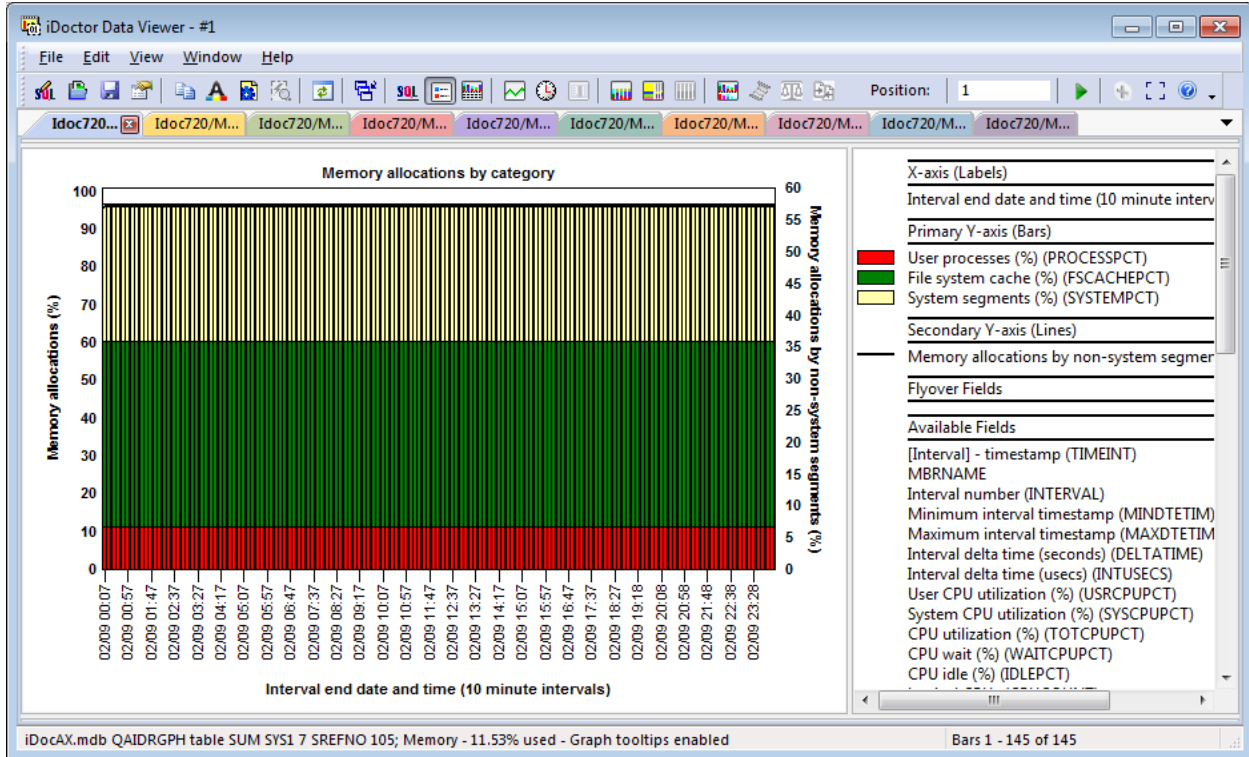 iDoctor Data Viewer - #1
File Edit View Window Help
SQL Position: 1
Idoc720... Idoc720/M... Idoc720/M... Idoc720/M... Idoc720/M... Idoc720/M... Idoc720/M... Idoc720/M... Idoc720/M... Idoc720/M...
Memory allocations by category
Memory allocations (%)
100
90
80
70
60
50
40
30
20
10
0
60
55
50
45
40
35
30
25
20
15
10
5
0
Memory allocations by non-system segments (%)
02/09 00:07
02/09 00:57
02/09 01:47
02/09 02:37
02/09 03:27
02/09 04:17
02/09 05:07
02/09 05:57
02/09 06:47
02/09 07:37
02/09 08:27
02/09 09:17
02/09 10:07
02/09 10:57
02/09 11:47
02/09 12:37
02/09 13:27
02/09 14:17
02/09 15:07
02/09 15:57
02/09 16:47
02/09 17:37
02/09 18:27
02/09 19:18
02/09 20:08
02/09 20:58
02/09 21:48
02/09 22:38
02/09 23:28
Interval end date and time (10 minute intervals)
X-axis (Labels)
Interval end date and time (10 minute interv
Primary Y-axis (Bars)
User processes (%) (PROCESSPCT)
File system cache (%) (FSCACHEPCT)
System segments (%) (SYSTEMPCT)
Secondary Y-axis (Lines)
Memory allocations by non-system segmer
Flyover Fields
Available Fields
[Interval] - timestamp (TIMEINT)
MBRNAME
Interval number (INTERVAL)
Minimum interval timestamp (MINDTETIM)
Maximum interval timestamp (MAXDTETIM
Interval delta time (seconds) (DELTATIME)
Interval delta time (usecs) (INTUSECS)
User CPU utilization (%) (USRCPUPCT)
System CPU utilization (%) (SYSCPUPCT)
CPU utilization (%) (TOTCPUPCT)
CPU wait (%) (WAITCPUPCT)
CPU idle (%) (IDLEPCT)
iDocAX.mdb QAIDRGPH table SUM SYS1 7 SREFNO 105; Memory - 11.53% used - Graph tooltips enabled
Bars 1 - 145 of 145